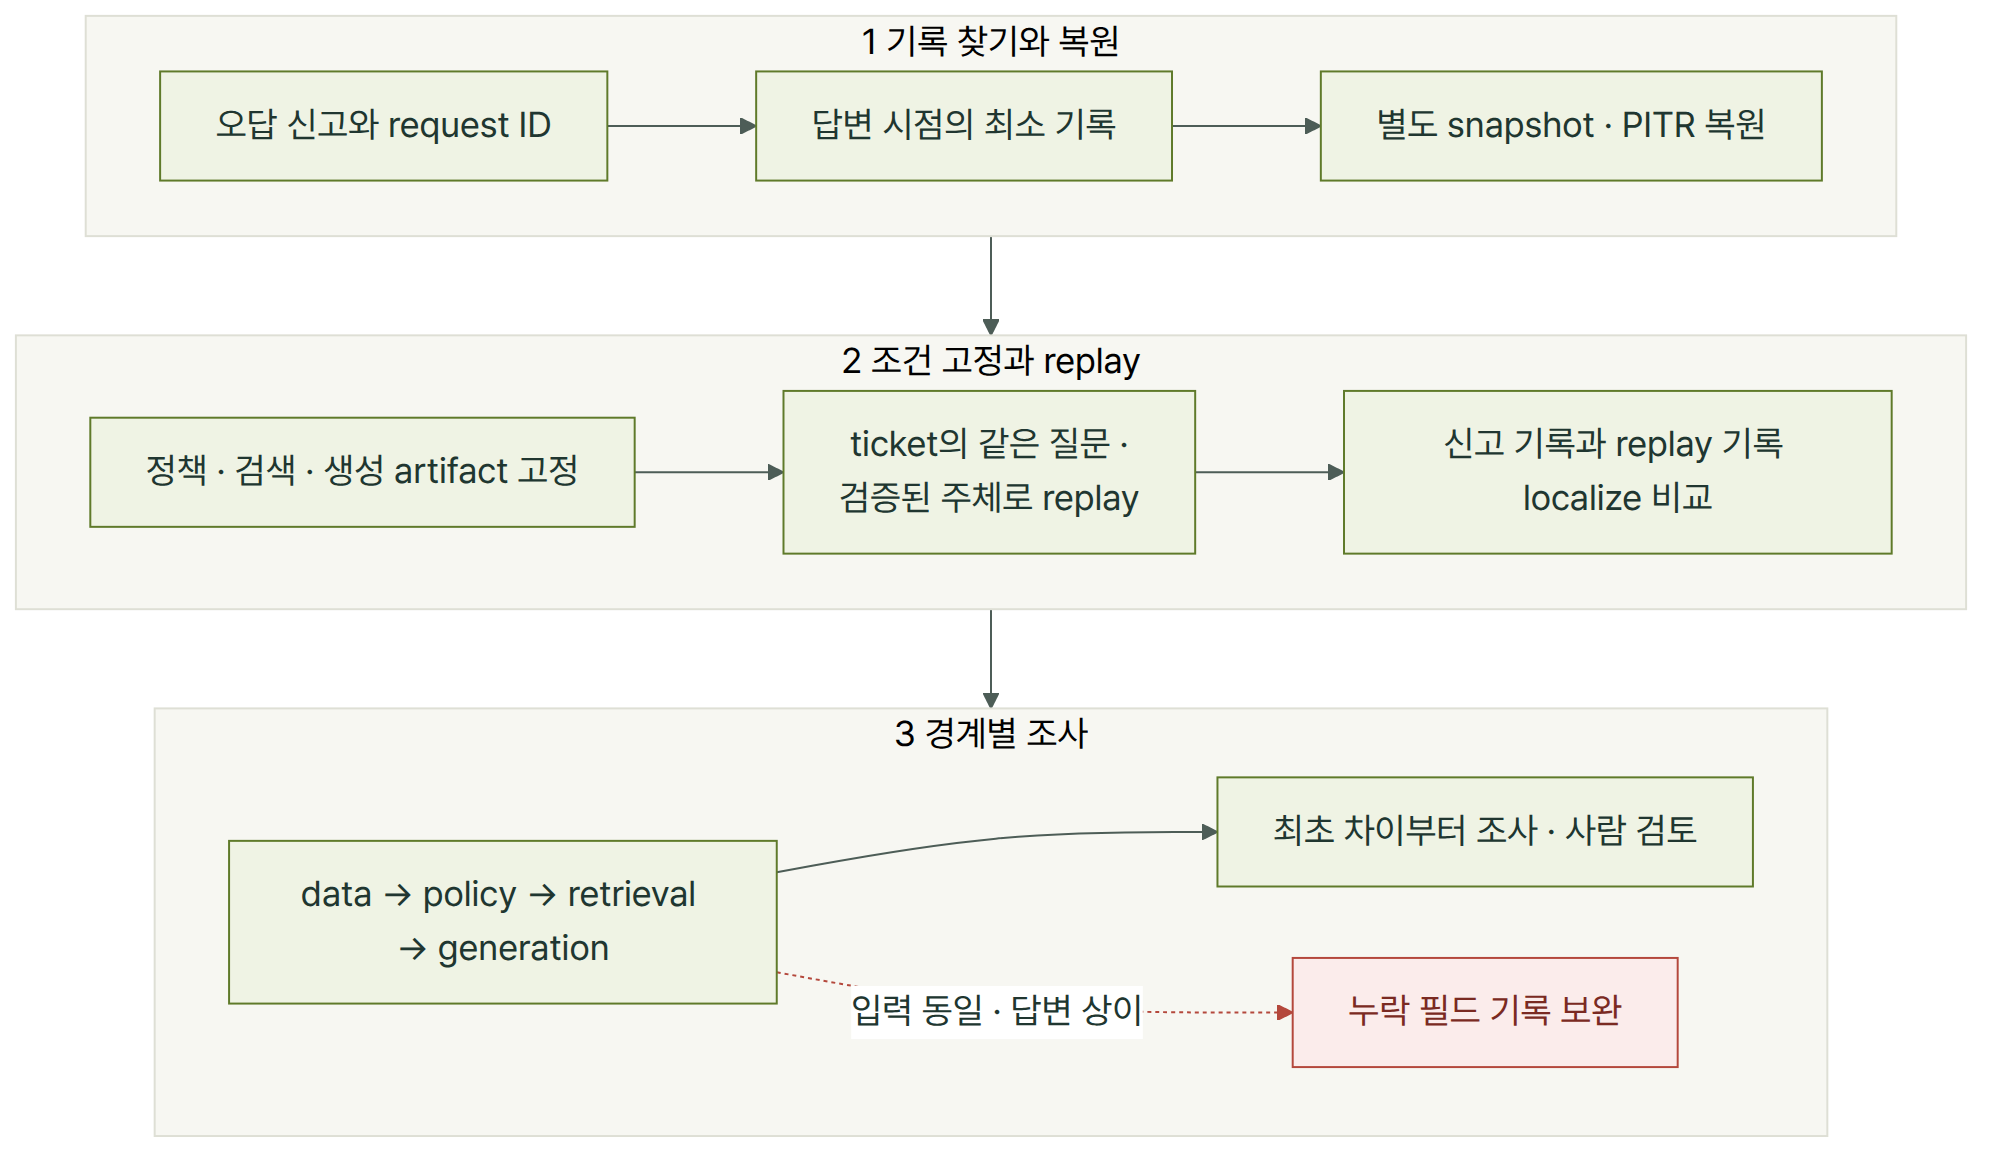 1 기록 찾기와 복원
오답 신고와 request ID
답변 시점의 최소 기록
별도 snapshot · PITR 복원
2 조건 고정과 replay
정책 · 검색 · 생성 artifact 고정
ticket의 같은 질문 ·
검증된 주체로 replay
신고 기록과 replay 기록
localize 비교
3 경계별 조사
data → policy → retrieval
→ generation
최초 차이부터 조사 · 사람 검토
입력 동일 · 답변 상이
누락 필드 기록 보완